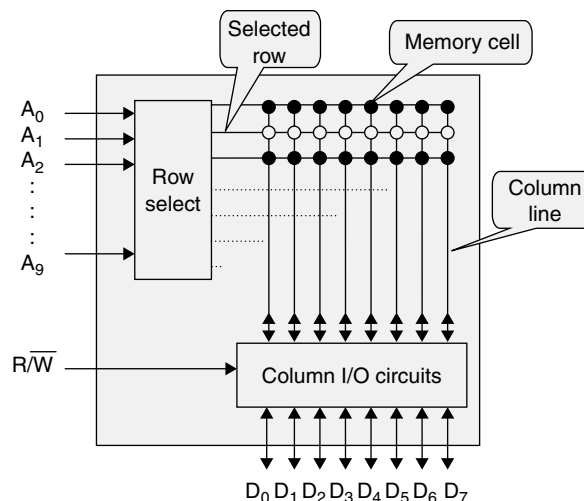 Selected
row
Memory cell
A₀
A₁
A₂
:
:
:
A₉
Row
select
Column
line
R/W̅
Column I/O circuits
D₀ D₁ D₂ D₃ D₄ D₅ D₆ D₇